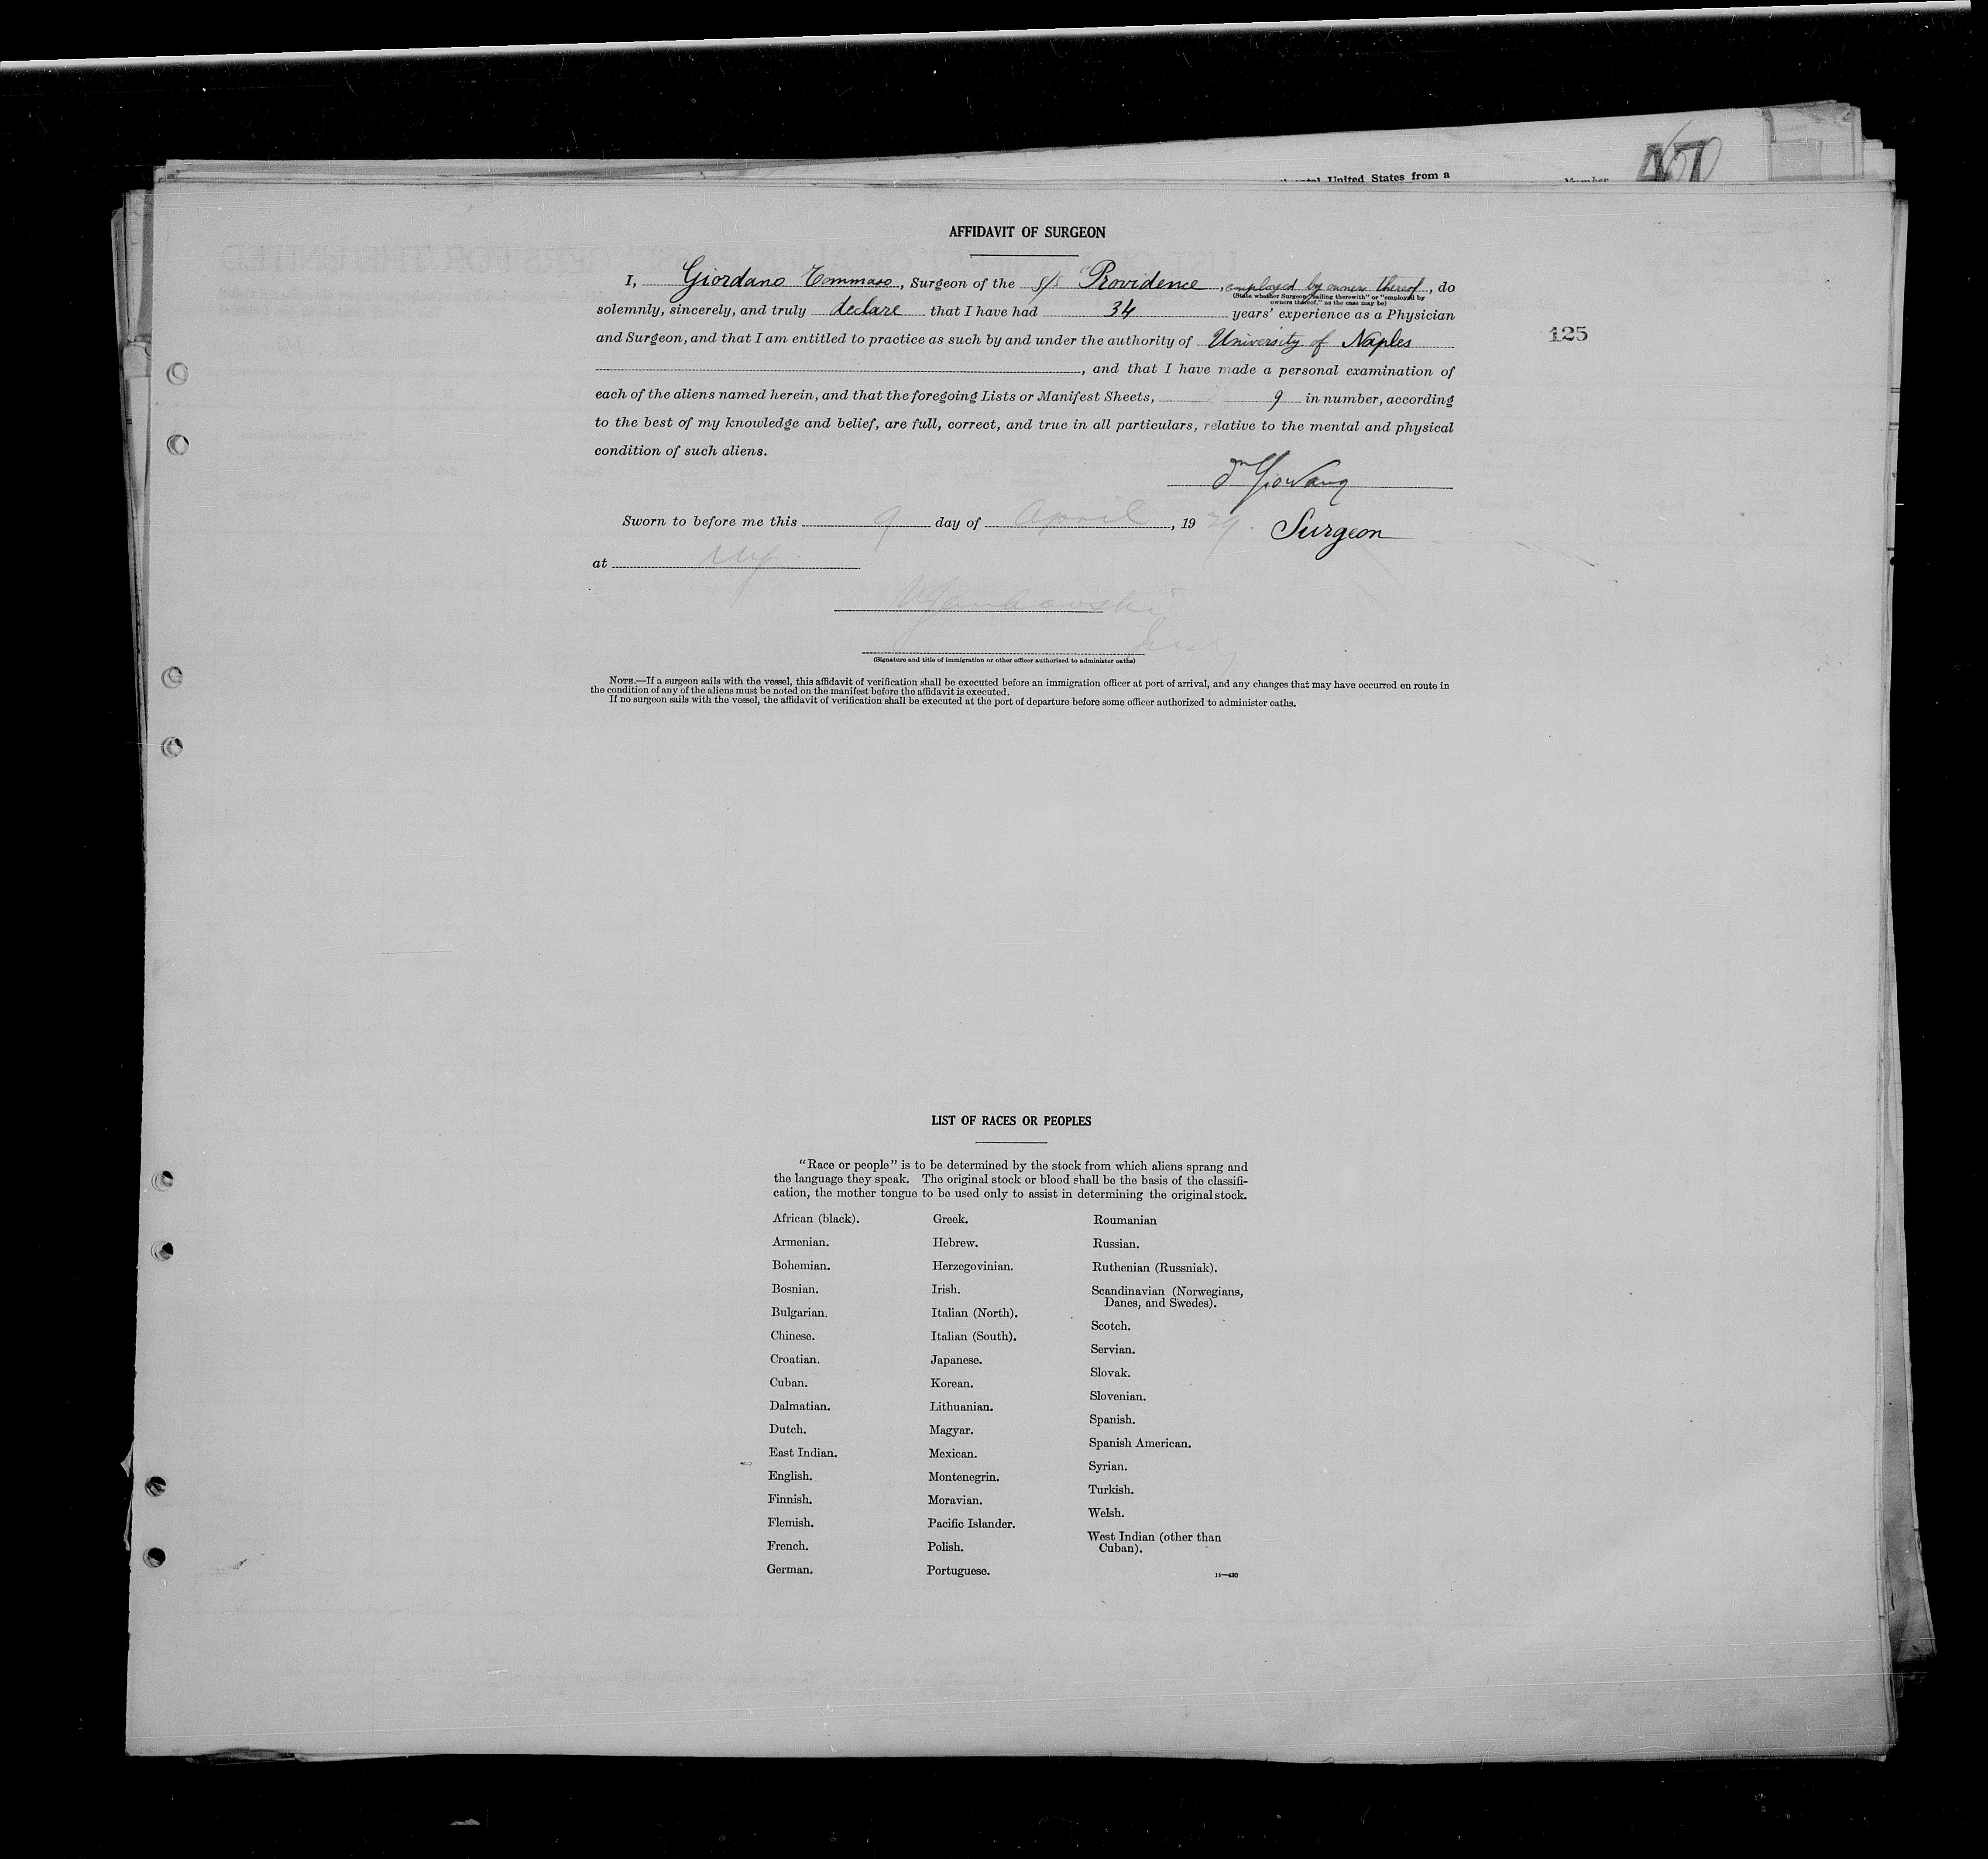 United States from a
Number
AFFIDAVIT OF SURGEON
I, Giordano Tommaso, Surgeon of the s/s "Providence, employed by owners thereof, do
(State whether Surgeon "sailing therewith" or "employed by
owners thereof," as the case may be)
solemnly, sincerely, and truly declare that I have had 34 years' experience as a Physician
and Surgeon, and that I am entitled to practice as such by and under the authority of University of Naples
125
, and that I have made a personal examination of
each of the aliens named herein, and that the foregoing Lists or Manifest Sheets, 9 in number, according
to the best of my knowledge and belief, are full, correct, and true in all particulars, relative to the mental and physical
condition of such aliens.
Sworn to before me this 9 day of April, 1929.
Surgeon
at
(Signature and title of immigration or other officer authorized to administer oaths)
NOTE.—If a surgeon sails with the vessel, this affidavit of verification shall be executed before an immigration officer at port of arrival, and any changes that may have occurred en route in
the condition of any of the aliens must be noted on the manifest before the affidavit is executed.
If no surgeon sails with the vessel, the affidavit of verification shall be executed at the port of departure before some officer authorized to administer oaths.
LIST OF RACES OR PEOPLES
"Race or people" is to be determined by the stock from which aliens sprang and
the language they speak. The original stock or blood shall be the basis of the classifi-
cation, the mother tongue to be used only to assist in determining the original stock.
African (black).
Armenian.
Bohemian.
Bosnian.
Bulgarian.
Chinese.
Croatian.
Cuban.
Dalmatian.
Dutch.
East Indian.
English.
Finnish.
Flemish.
French.
German.
Greek.
Hebrew.
Herzegovinian.
Irish.
Italian (North).
Italian (South).
Japanese.
Korean.
Lithuanian.
Magyar.
Mexican.
Montenegrin.
Moravian.
Pacific Islander.
Polish.
Portuguese.
Roumanian
Russian.
Ruthenian (Russniak).
Scandinavian (Norwegians,
Danes, and Swedes).
Scotch.
Servian.
Slovak.
Slovenian.
Spanish.
Spanish American.
Syrian.
Turkish.
Welsh.
West Indian (other than
Cuban).